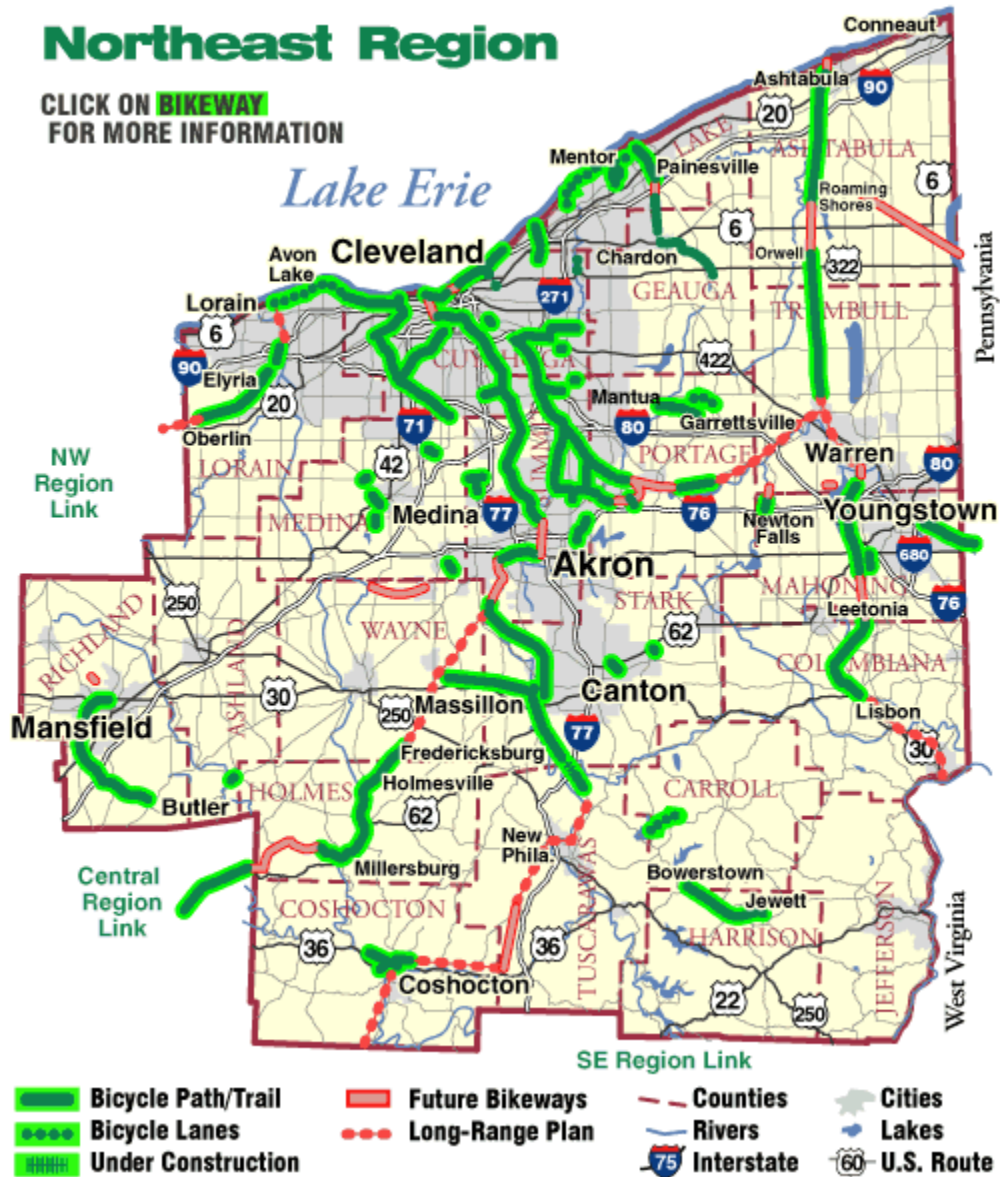 Northeast Region
CLICK ON BIKEWAY
FOR MORE INFORMATION
Conneaut
Ashtabula
90
20
LAKE
ASHTABULA
Mentor
Painesville
Lake Erie
Roaming
Shores
6
6
Avon
Lake
Cleveland
Chardon
Orwell
322
Pennsylvania
Lorain
271
GEAUGA
TRUMBULL
6
90
CUYAHOGA
422
Elyria
20
Mantua
71
80
Garrettsville
Oberlin
NW
Region
Link
LORAIN
42
SUMMIT
PORTAGE
Warren
80
MEDINA
Medina
77
76
Newton
Falls
Youngstown
Akron
680
250
STARK
MAHONING
76
RICHLAND
WAYNE
62
Leetonia
ASHLAND
COLUMBIANA
30
Massillon
Canton
250
Lisbon
Mansfield
77
30
Fredericksburg
Holmesville
CARROLL
Butler
HOLMES
62
New
Phila.
Central
Region
Link
Millersburg
Bowerstown
Jewett
COSHOCTON
TUSCARAWAS
36
36
HARRISON
JEFFERSON
West Virginia
Coshocton
22
250
SE Region Link
Bicycle Path/Trail
Future Bikeways
Counties
Cities
Bicycle Lanes
Long-Range Plan
Rivers
Lakes
Under Construction
75
Interstate
60
U.S. Route